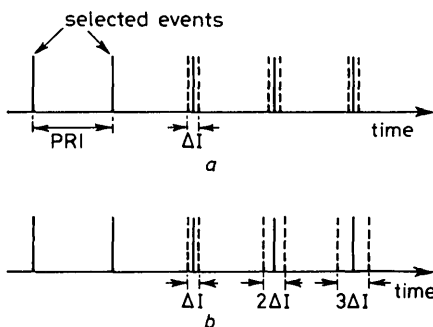 selected events
time
PRI
ΔI
a
time
ΔI
2ΔI
3ΔI
b